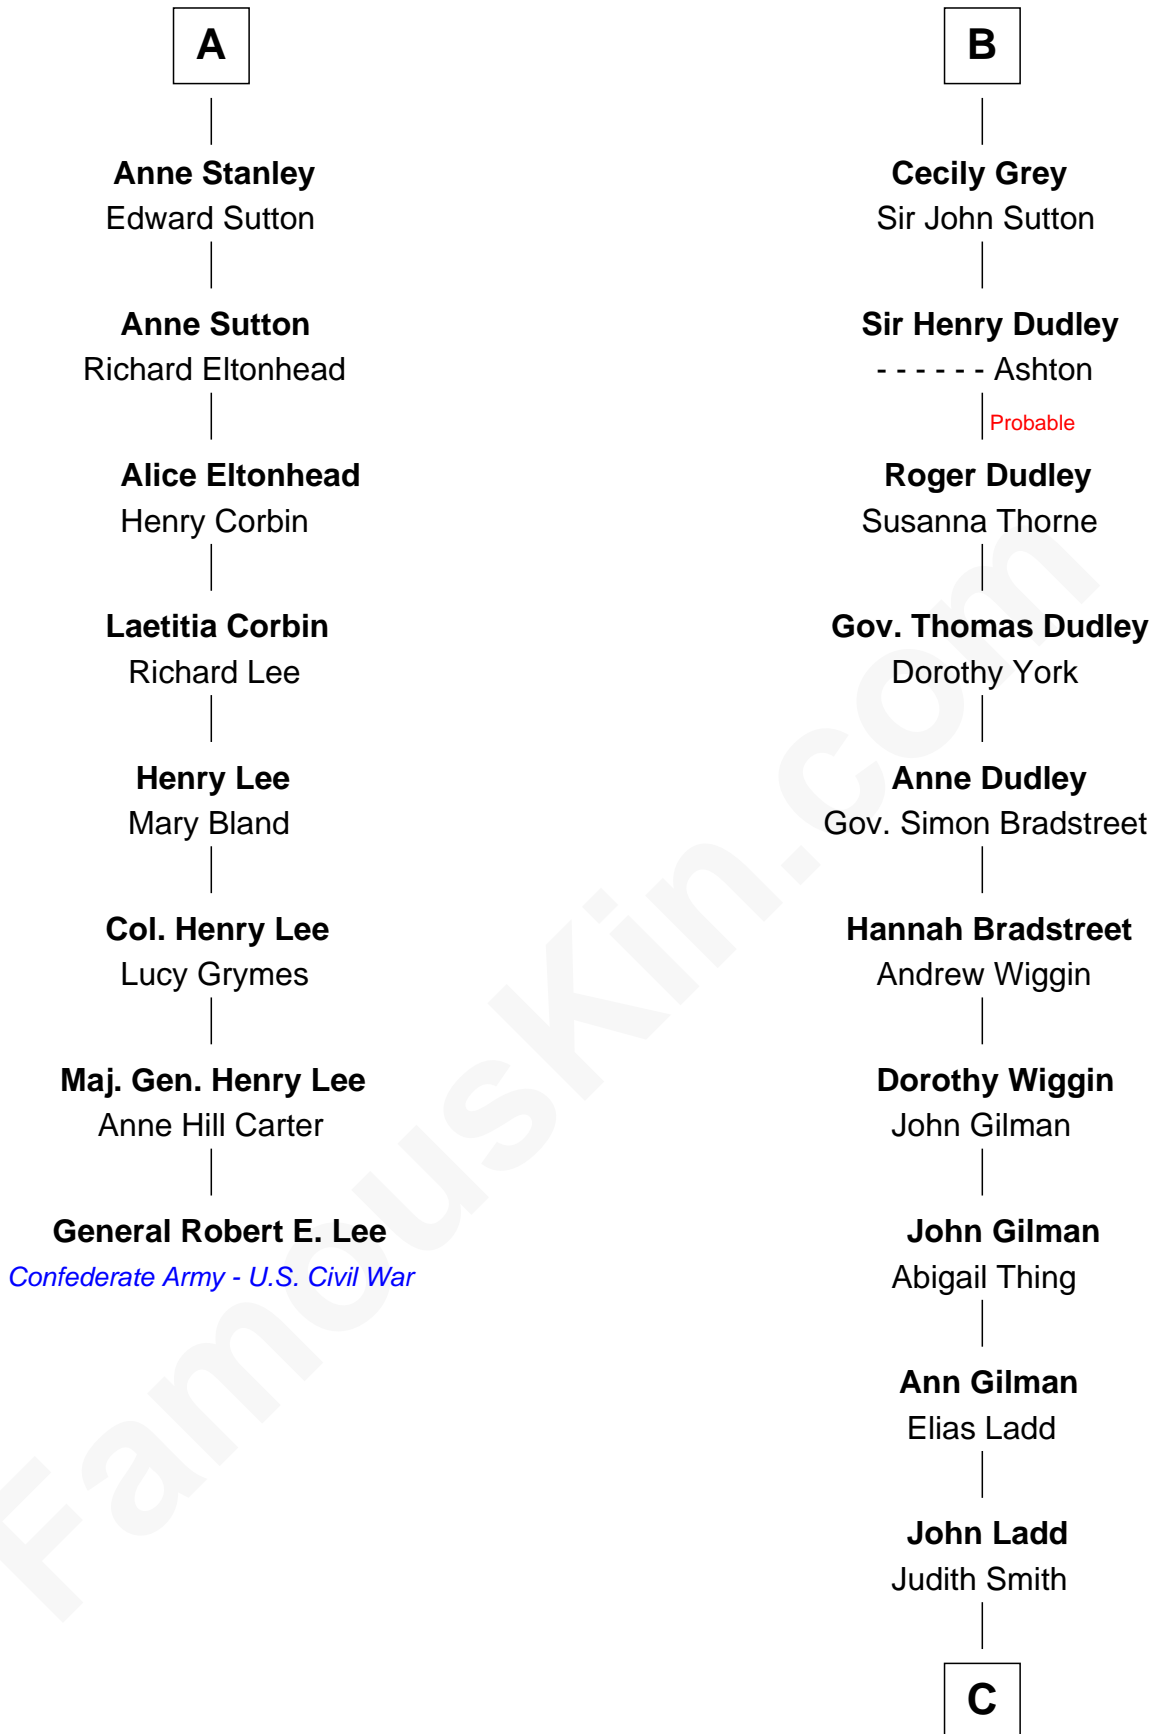 A
Anne Stanley
Edward Sutton
Anne Sutton
Richard Eltonhead
Alice Eltonhead
Henry Corbin
Laetitia Corbin
Richard Lee
Henry Lee
Mary Bland
Col. Henry Lee
Lucy Grymes
Maj. Gen. Henry Lee
Anne Hill Carter
General Robert E. Lee
Confederate Army - U.S. Civil War
B
Cecily Grey
Sir John Sutton
Sir Henry Dudley
- - - - - - Ashton
Probable
Roger Dudley
Susanna Thorne
Gov. Thomas Dudley
Dorothy York
Anne Dudley
Gov. Simon Bradstreet
Hannah Bradstreet
Andrew Wiggin
Dorothy Wiggin
John Gilman
John Gilman
Abigail Thing
Ann Gilman
Elias Ladd
John Ladd
Judith Smith
C
FamousKin.com